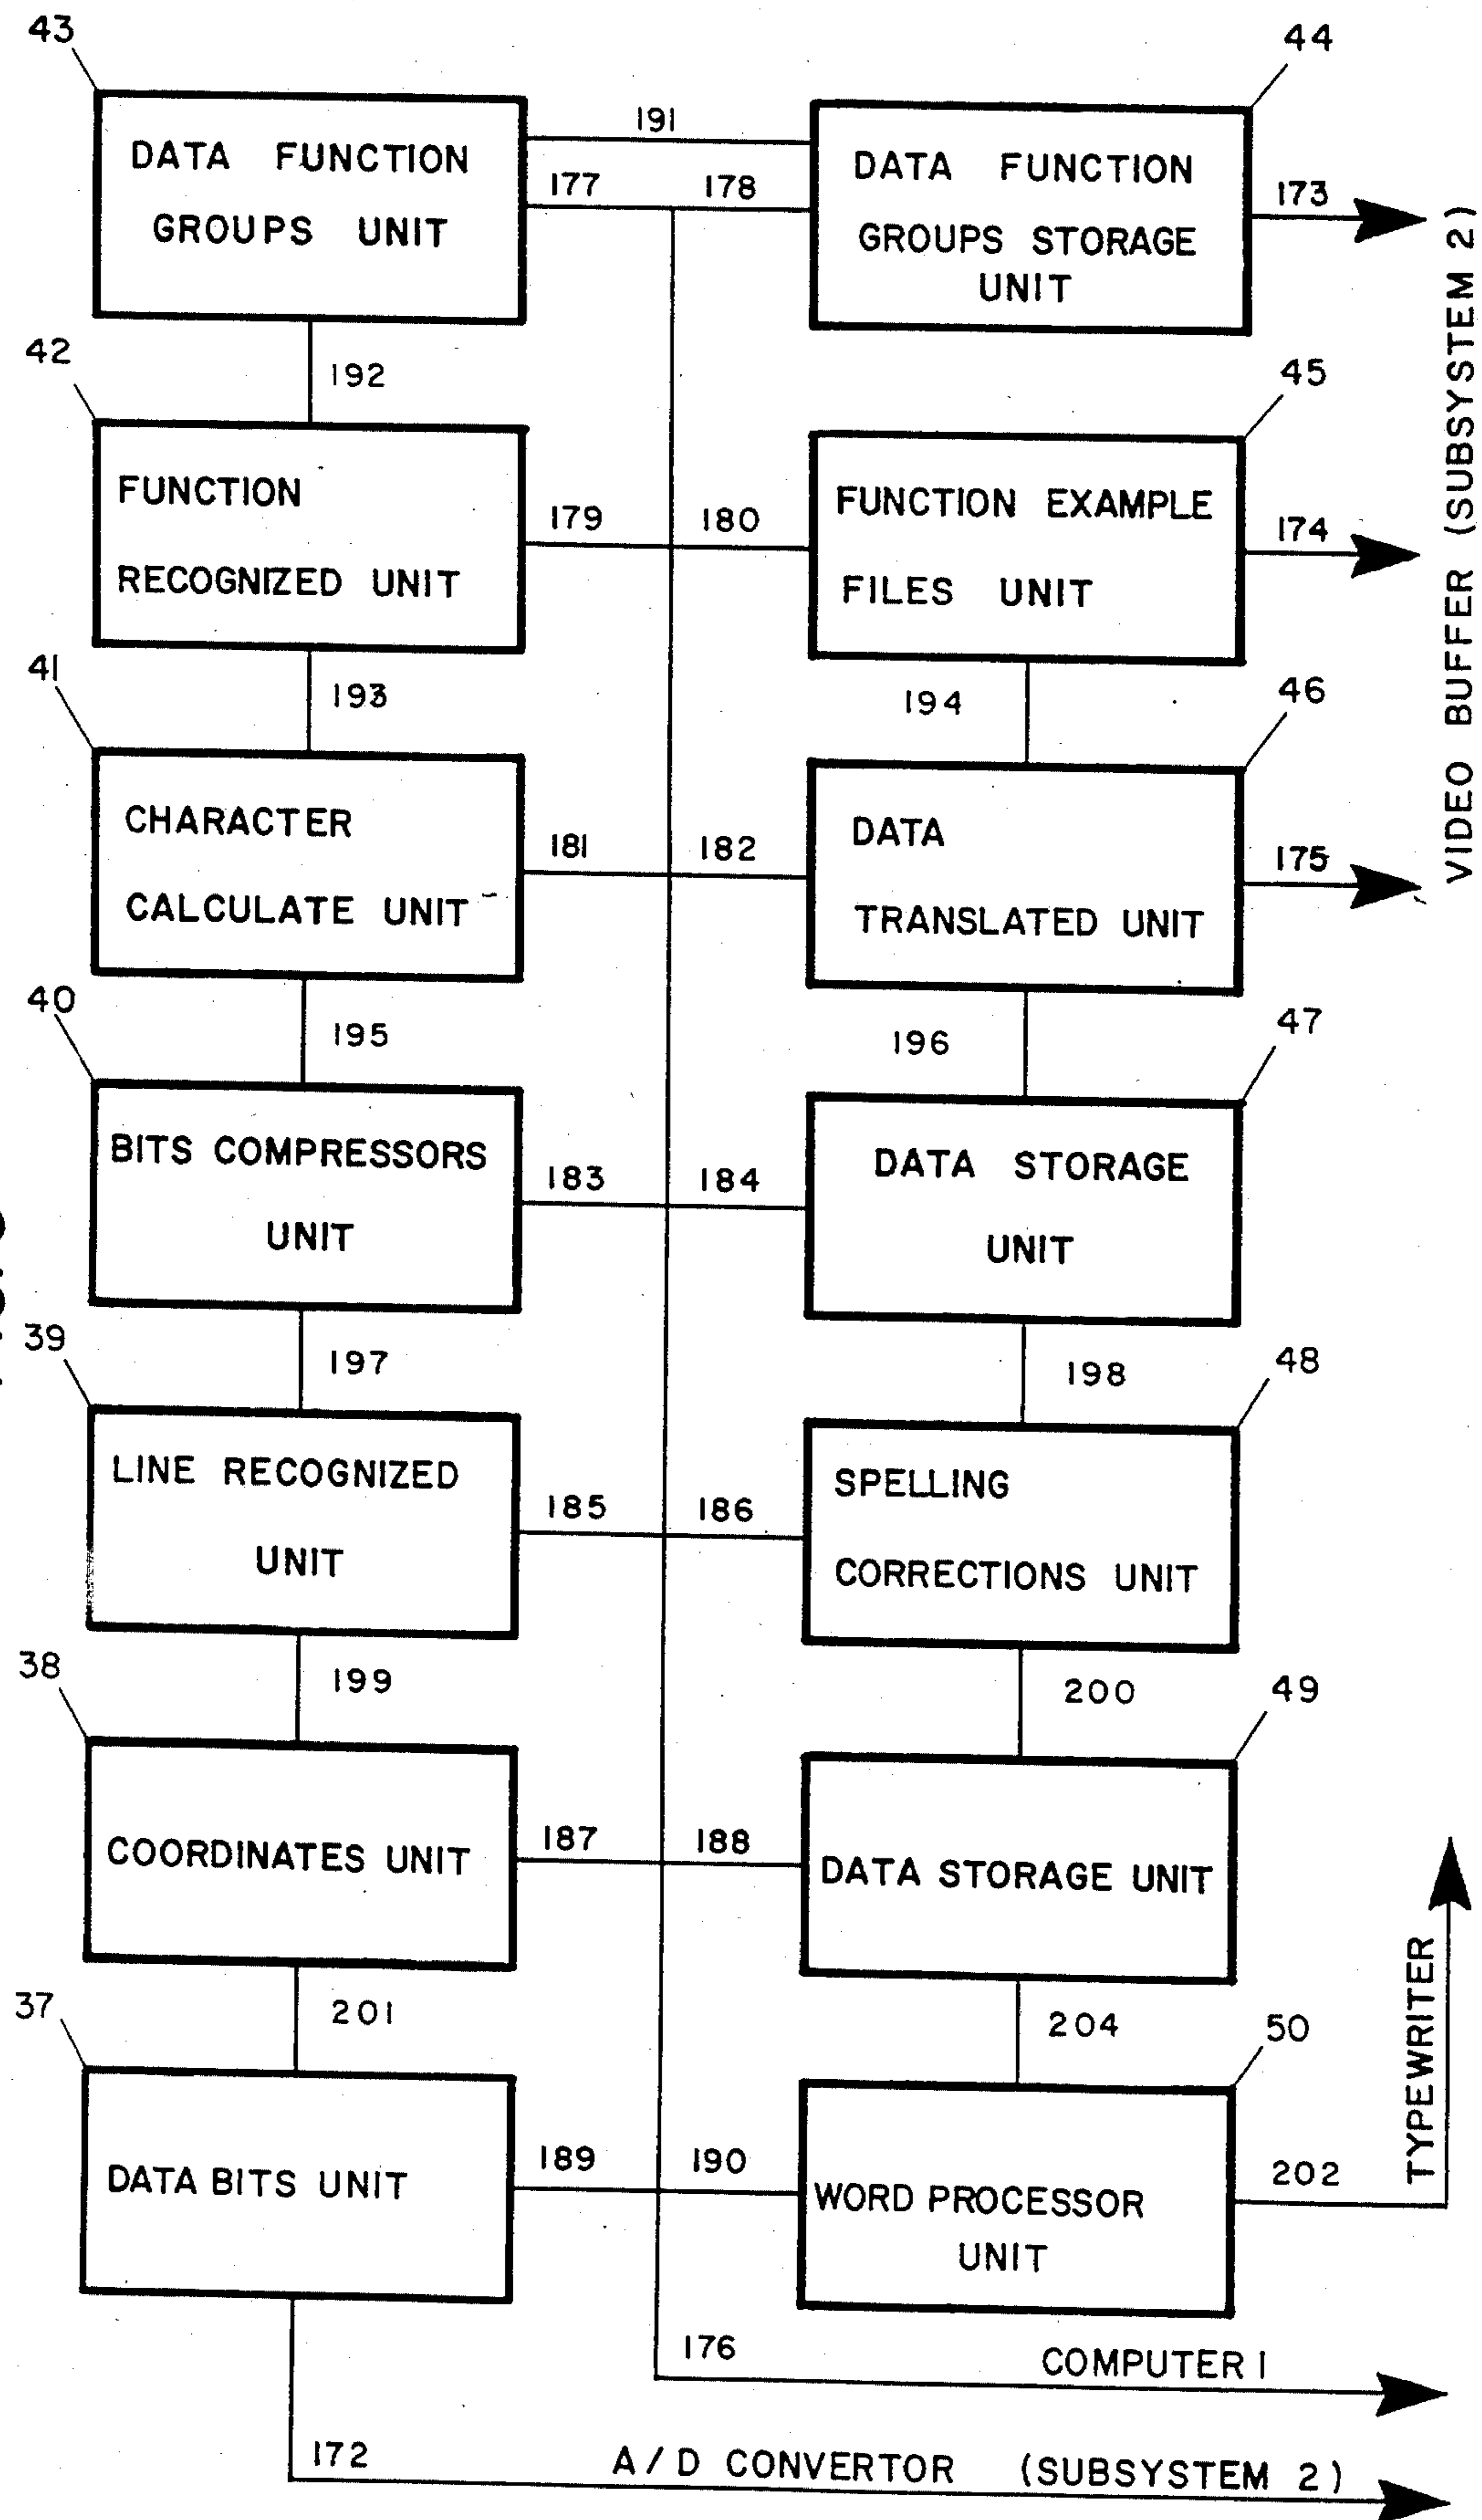 43
44
191
DATA FUNCTION
GROUPS UNIT
177
178
DATA FUNCTION
GROUPS STORAGE
UNIT
173
VIDEO BUFFER (SUBSYSTEM 2)
42
192
45
FUNCTION
RECOGNIZED UNIT
179
180
FUNCTION EXAMPLE
FILES UNIT
174
41
193
194
46
CHARACTER
CALCULATE UNIT
181
182
DATA
TRANSLATED UNIT
175
40
195
196
47
BITS COMPRESSORS
UNIT
183
184
DATA STORAGE
UNIT
39
197
198
48
LINE RECOGNIZED
UNIT
185
186
SPELLING
CORRECTIONS UNIT
38
199
200
49
COORDINATES UNIT
187
188
DATA STORAGE UNIT
37
201
204
50
DATA BITS UNIT
189
190
WORD PROCESSOR
UNIT
202
TYPEWRITER
176
COMPUTER 1
172
A/D CONVERTOR (SUBSYSTEM 2)